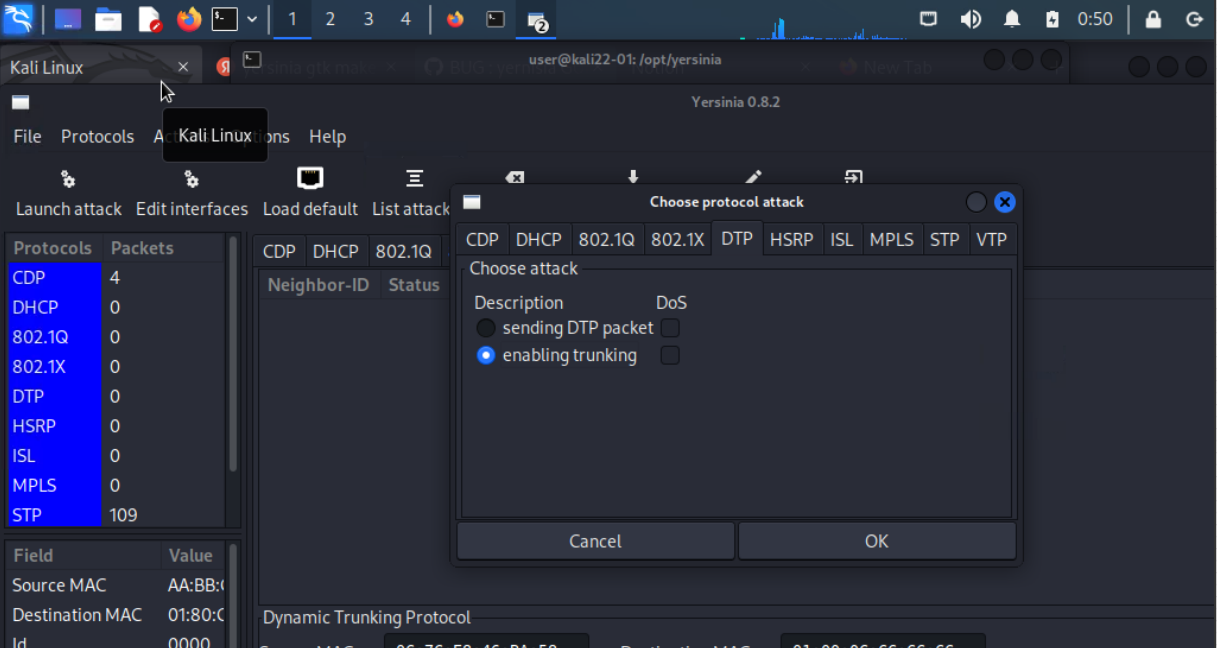 1 2 3 4 2 0:50
Kali Linux × user@kali22-01: /opt/yersinia New Tab
Yersinia 0.8.2
File Protocols Kali Linux Help
Launch attack Edit interfaces Load default List attack
Choose protocol attack
Protocols Packets
CDP DHCP 802.1Q
CDP DHCP 802.1Q 802.1X DTP HSRP ISL MPLS STP VTP
Choose attack
Neighbor-ID Status
Description DoS
sending DTP packet
enabling trunking
CDP 4
DHCP 0
802.1Q 0
802.1X 0
DTP 0
HSRP 0
ISL 0
MPLS 0
STP 109
Cancel OK
Field Value
Source MAC AA:BB:
Destination MAC 01:80:
Id 0000
Dynamic Trunking Protocol